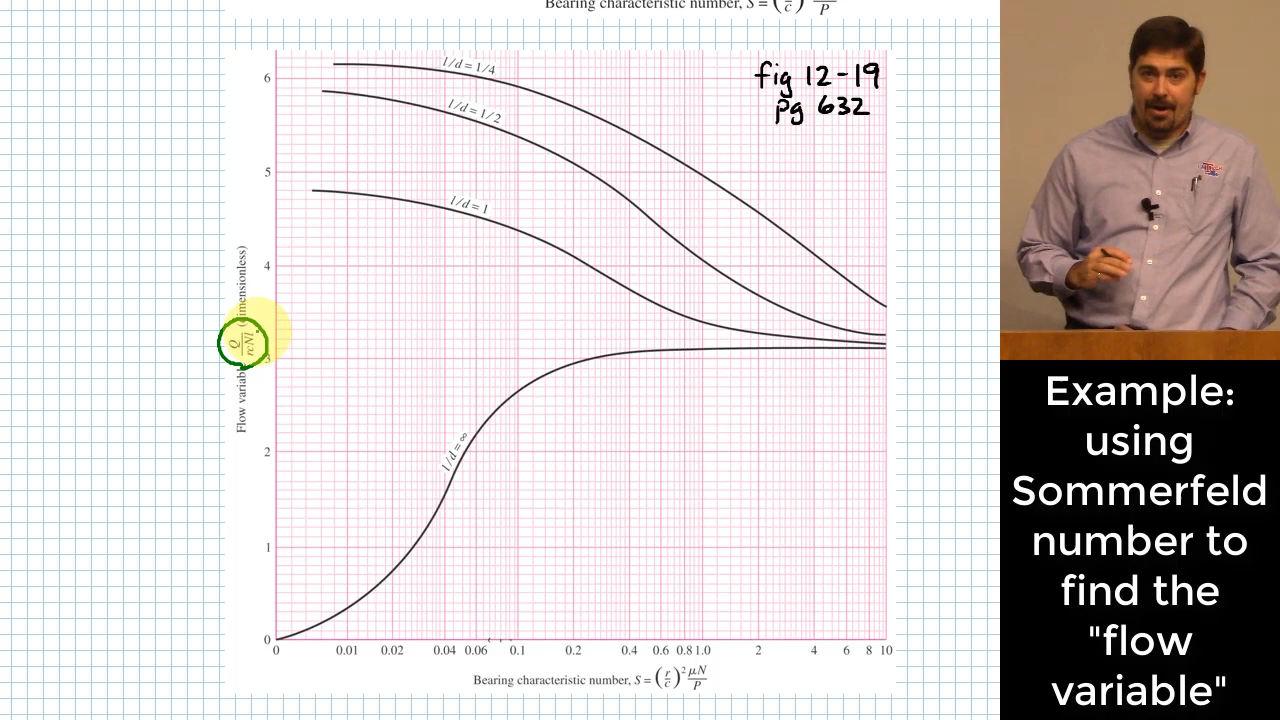 Bearing characteristic number, S = (r/c) P
fig 12-19
pg 632
l/d = 1/4
l/d = 1/2
l/d = 1
l/d = ∞
Flow variable Q/rcNl (dimensionless)
6
5
4
3
2
1
0
0 0.01 0.02 0.04 0.06 0.1 0.2 0.4 0.6 0.8 1.0 2 4 6 8 10
Bearing characteristic number, S = (r/c)² μN/P
Example:
using
Sommerfeld
number to
find the
"flow
variable"